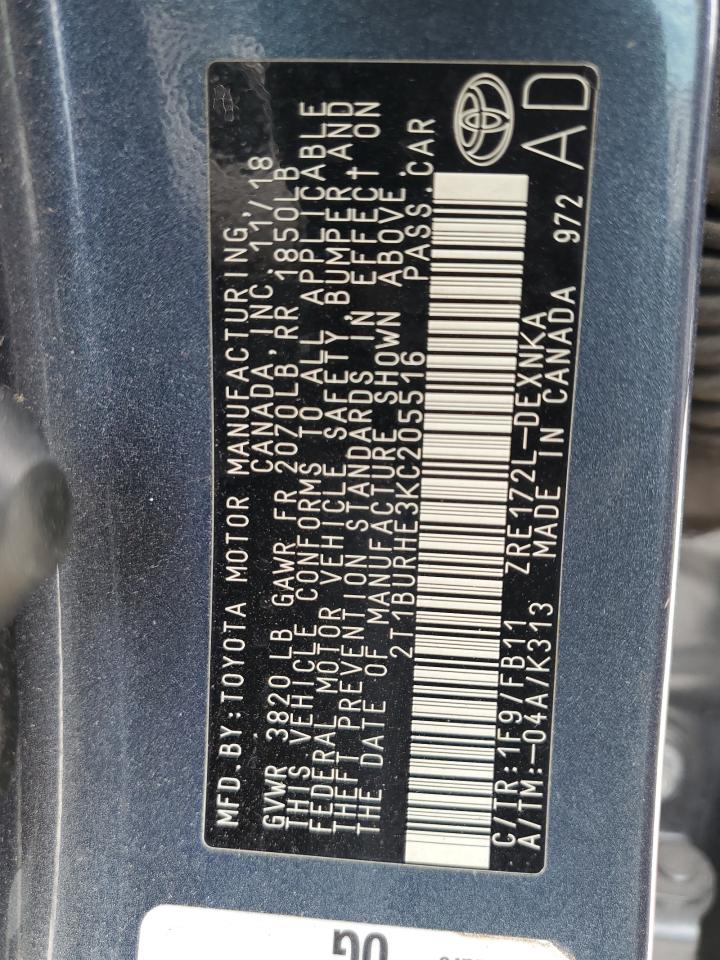 MFD.BY:TOYOTA MOTOR MANUFACTURING,
CANADA, INC. 11/18
GVWR 3820LB GAWR FR 2070LB, RR 1850LB
THIS VEHICLE CONFORMS TO ALL APPLICABLE
FEDERAL MOTOR VEHICLE SAFETY, BUMPER AND
THEFT PREVENTION STANDARDS IN EFFECT ON
THE DATE OF MANUFACTURE SHOWN ABOVE.
2T1BURHE3KC205516 PASS.CAR
C/TR:1F9/FB11 ZRE172L-DEXNKA
A/TM:-04A/K313 MADE IN CANADA 972
AD